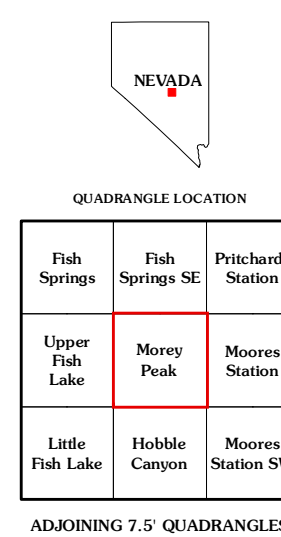 NEVADA
QUADRANGLE LOCATION
Fish
Springs
Fish
Springs SE
Pritchards
Station
Upper
Fish
Lake
Morey
Peak
Moores
Station
Little
Fish Lake
Hobble
Canyon
Moores
Station SW
ADJOINING 7.5' QUADRANGLES